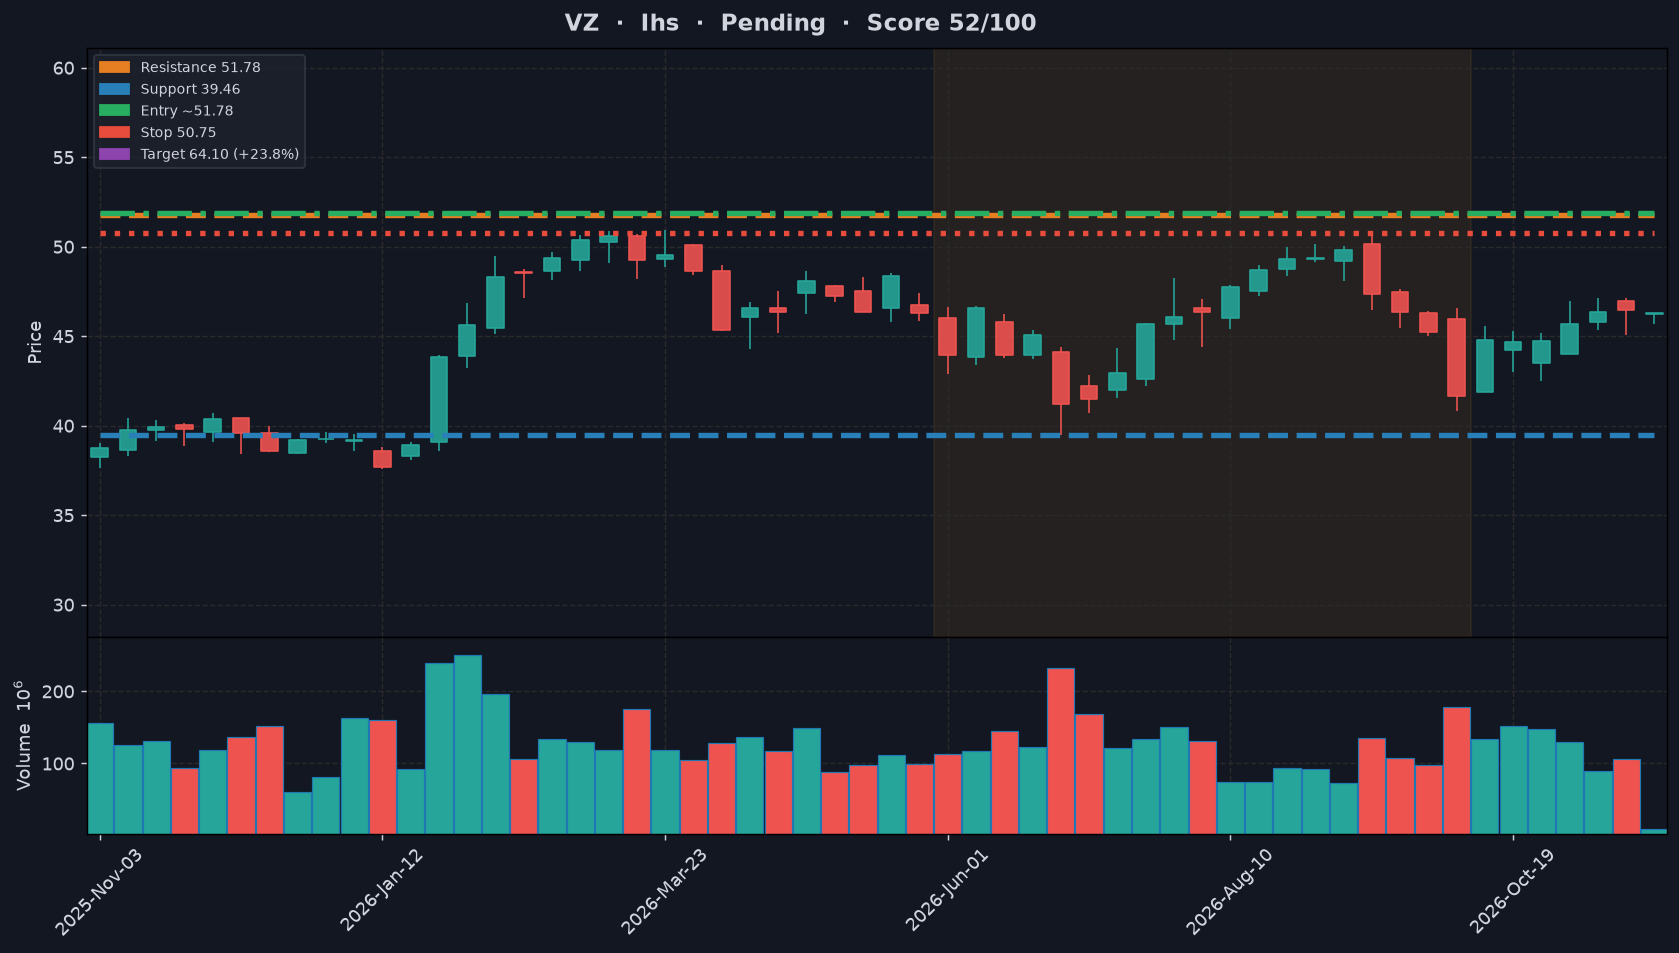 VZ · Ihs · Pending · Score 52/100
Resistance 51.78
Support 39.46
Entry ~51.78
Stop 50.75
Target 64.10 (+23.8%)
Price
60
55
50
45
40
35
30
Volume 10⁶
200
100
2025-Nov-03
2026-Jan-12
2026-Mar-23
2026-Jun-01
2026-Aug-10
2026-Oct-19